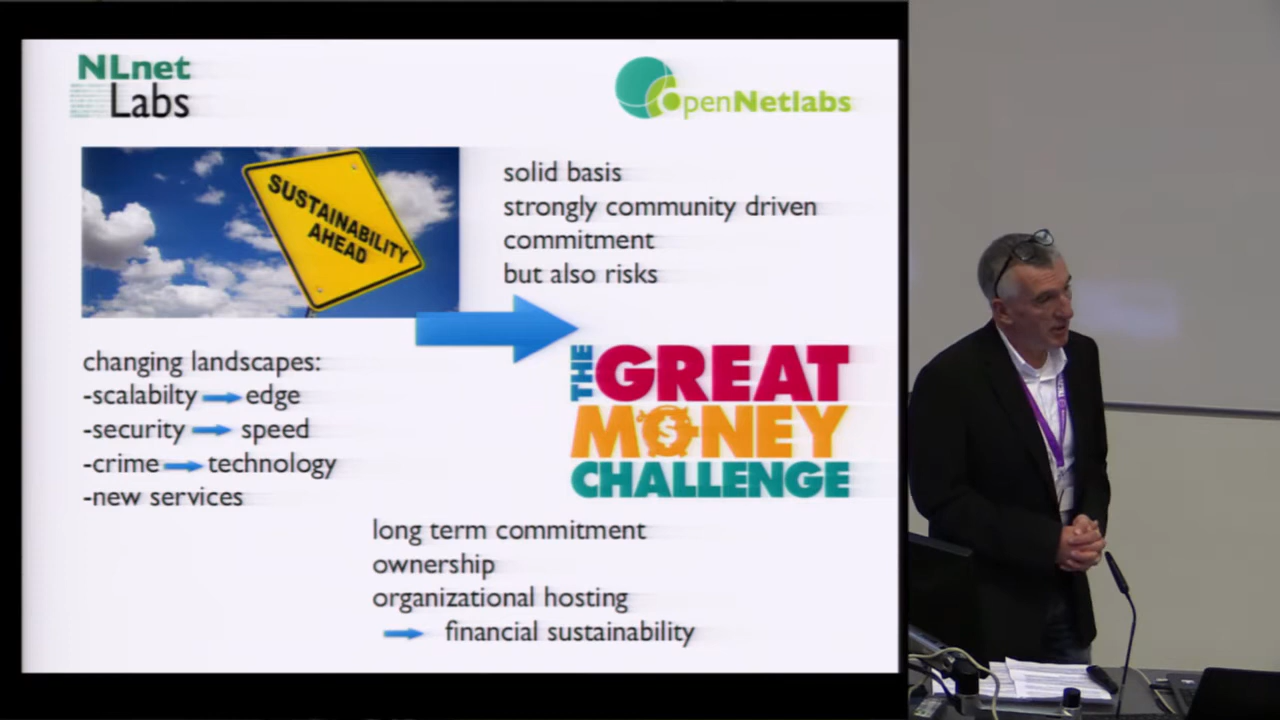 NLnet
Labs
OpenNetlabs
SUSTAINABILITY
AHEAD
solid basis
strongly community driven
commitment
but also risks
changing landscapes:
-scalabilty → edge
-security → speed
-crime → technology
-new services
THE GREAT
MONEY
CHALLENGE
long term commitment
ownership
organizational hosting
→ financial sustainability